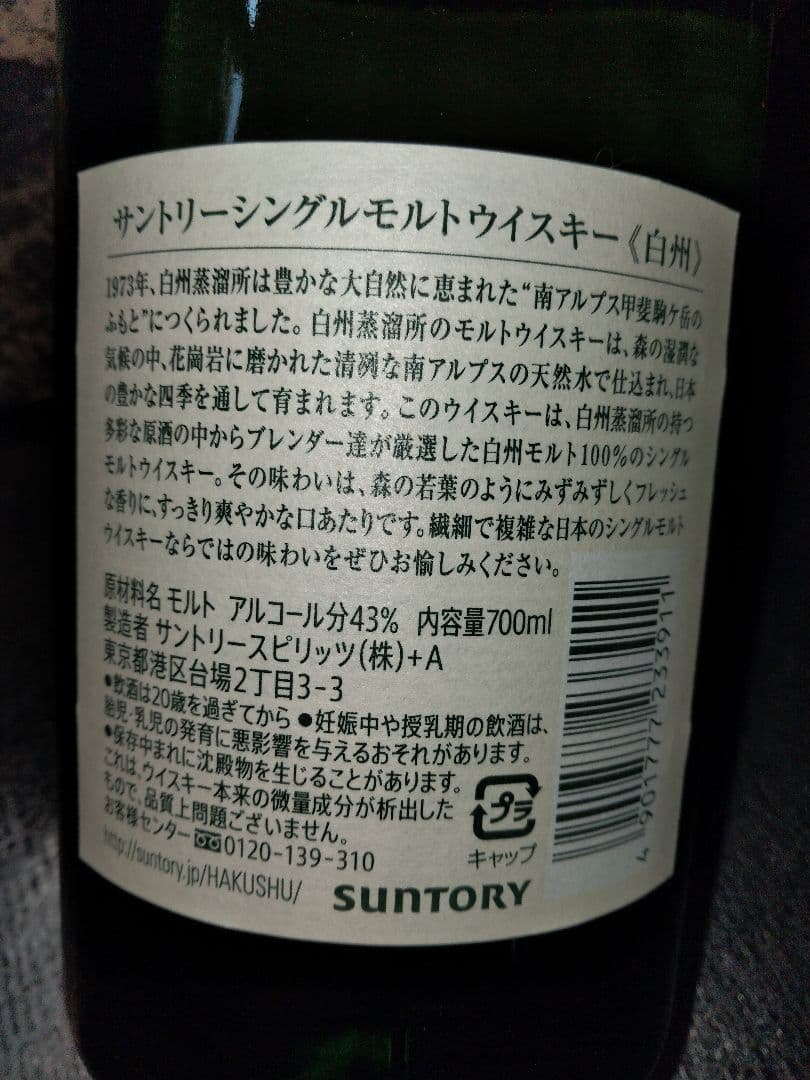 サントリーシングルモルトウイスキー《白州》
1973年、白州蒸溜所は豊かな大自然に恵まれた“南アルプス甲斐駒ケ岳の
ふもと”につくられました。白州蒸溜所のモルトウイスキーは、森の湿潤な
気候の中、花崗岩に磨かれた清冽な南アルプスの天然水で仕込まれ、日本
の豊かな四季を通して育まれます。このウイスキーは、白州蒸溜所の持つ
多彩な原酒の中からブレンダー達が厳選した白州モルト100%のシングル
モルトウイスキー。その味わいは、森の若葉のようにみずみずしくフレッシュ
な香りに、すっきり爽やかな口あたりです。繊細で複雑な日本のシングルモルト
ウイスキーならではの味わいをぜひお愉しみください。
原材料名 モルト アルコール分43% 内容量700ml
製造者 サントリースピリッツ(株)+A
東京都港区台場2丁目3-3
●飲酒は20歳を過ぎてから ●妊娠中や授乳期の飲酒は、
胎児・乳児の発育に悪影響を与えるおそれがあります。
●保存中まれに沈殿物を生じることがあります。
これは、ウイスキー本来の微量成分が析出した
もので、品質上問題ございません。
お客様センター 0120-139-310
http://suntory.jp/HAKUSHU/
SUNTORY
プラ
キャップ
4 901777 233911